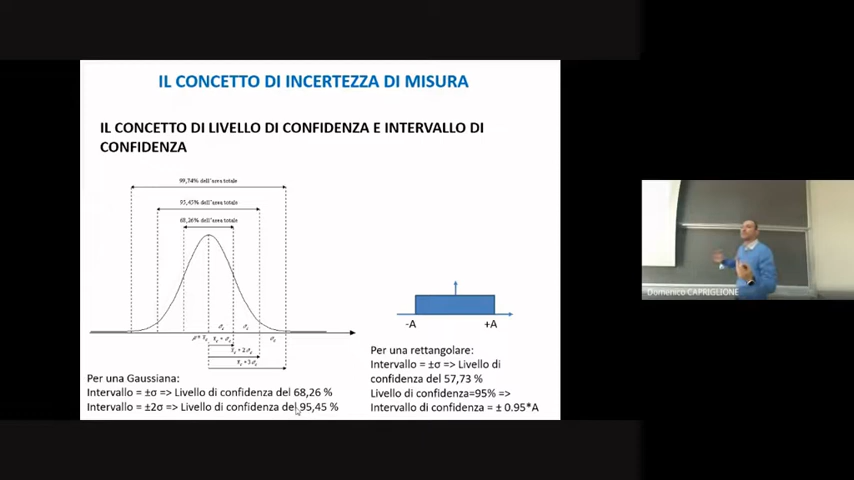 IL CONCETTO DI INCERTEZZA DI MISURA
IL CONCETTO DI LIVELLO DI CONFIDENZA E INTERVALLO DI
CONFIDENZA
99,74% dell'area totale
95,45% dell'area totale
68,26% dell'area totale
-A
+A
Per una Gaussiana:
Intervallo = ±σ => Livello di confidenza del 68,26 %
Intervallo = ±2σ => Livello di confidenza del 95,45 %
Per una rettangolare:
Intervallo = ±σ => Livello di
confidenza del 57,73 %
Livello di confidenza=95% =>
Intervallo di confidenza = ± 0.95*A
Domenico CAPRIGLIONE